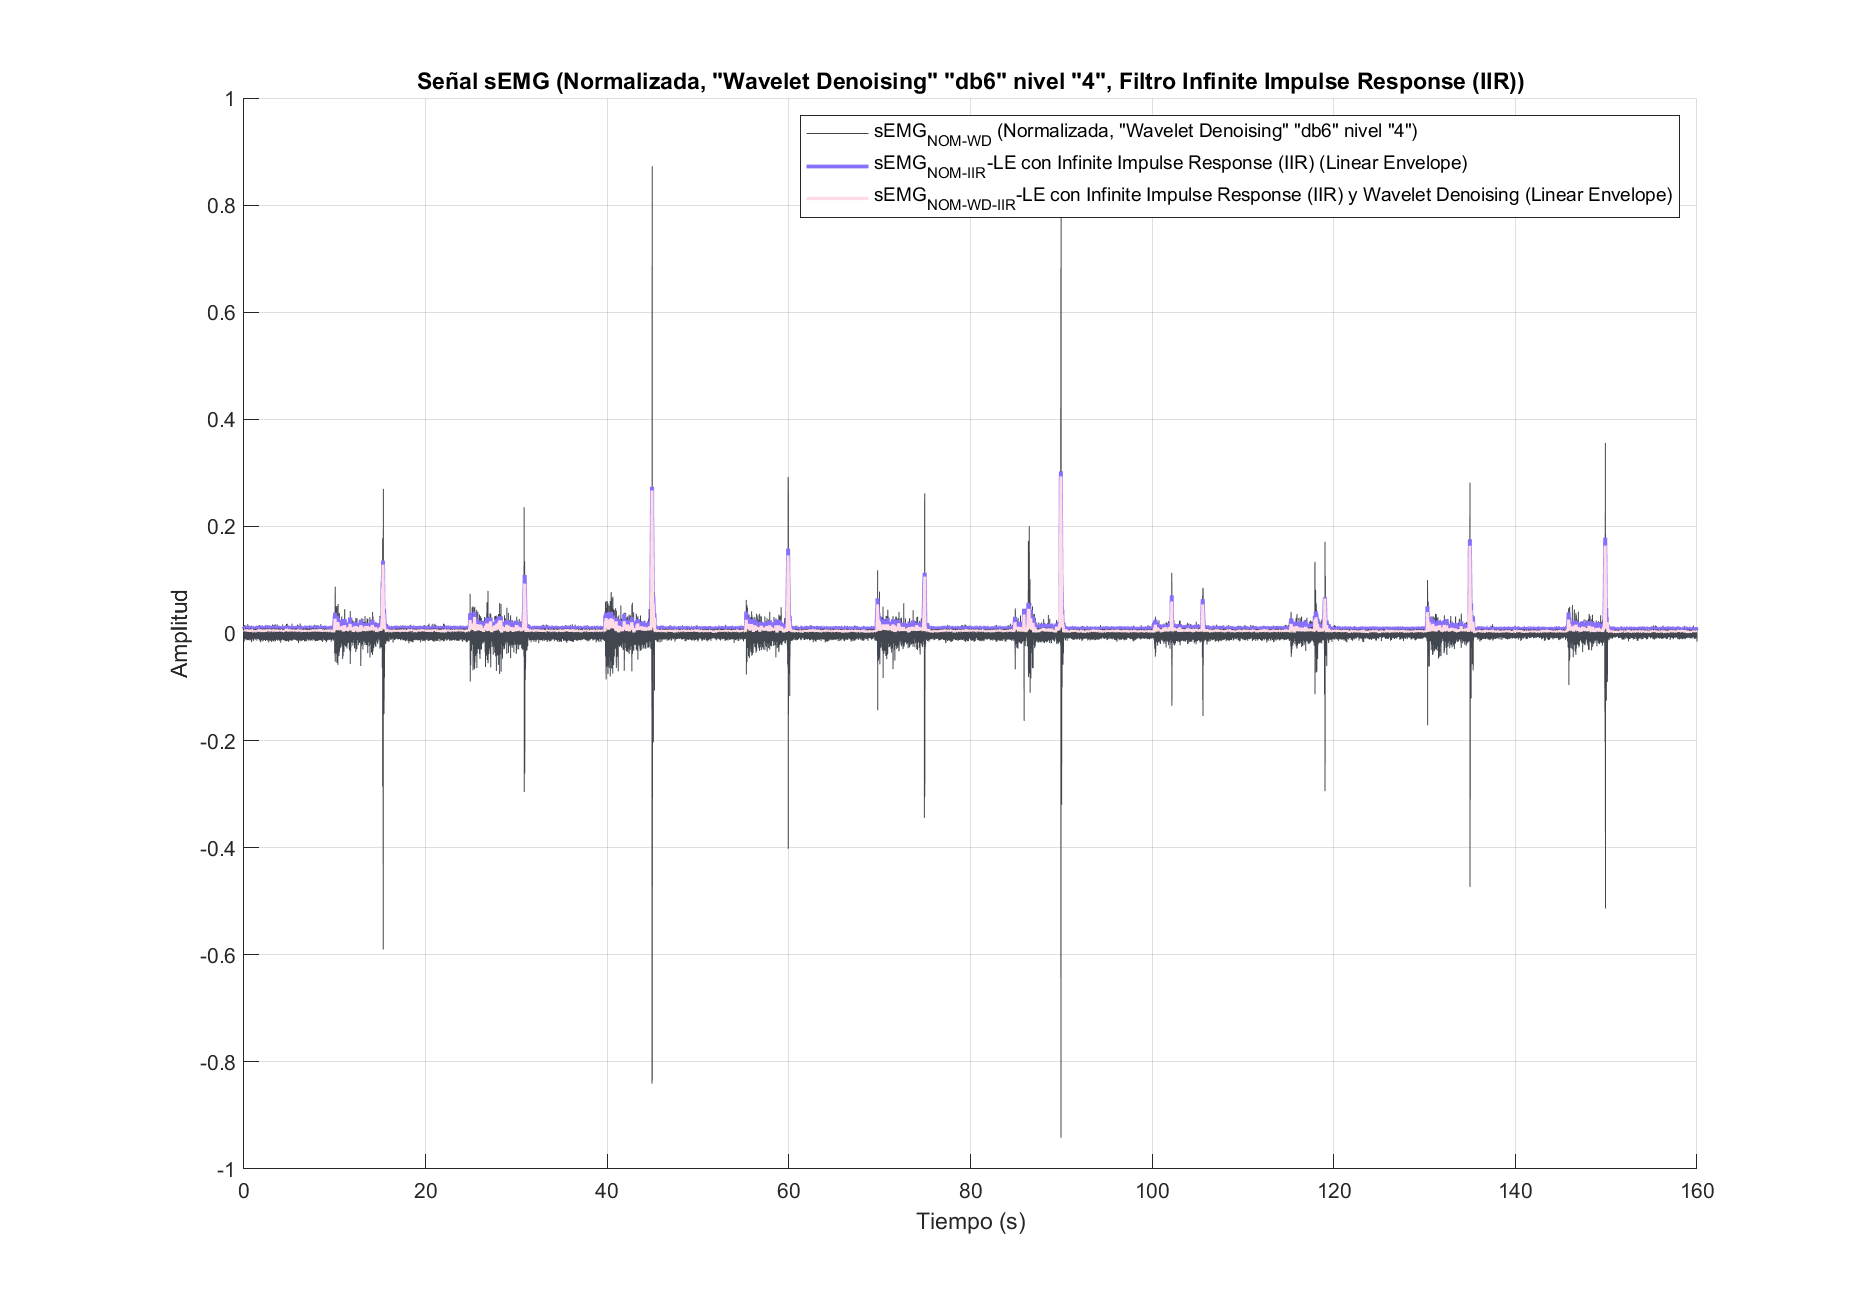 Señal sEMG (Normalizada, "Wavelet Denoising" "db6" nivel "4", Filtro Infinite Impulse Response (IIR))
sEMG_NOM-WD (Normalizada, "Wavelet Denoising" "db6" nivel "4")
sEMG_NOM-IIR-LE con Infinite Impulse Response (IIR) (Linear Envelope)
sEMG_NOM-WD-IIR-LE con Infinite Impulse Response (IIR) y Wavelet Denoising (Linear Envelope)
Amplitud
1
0.8
0.6
0.4
0.2
0
-0.2
-0.4
-0.6
-0.8
-1
0 20 40 60 80 100 120 140 160
Tiempo (s)